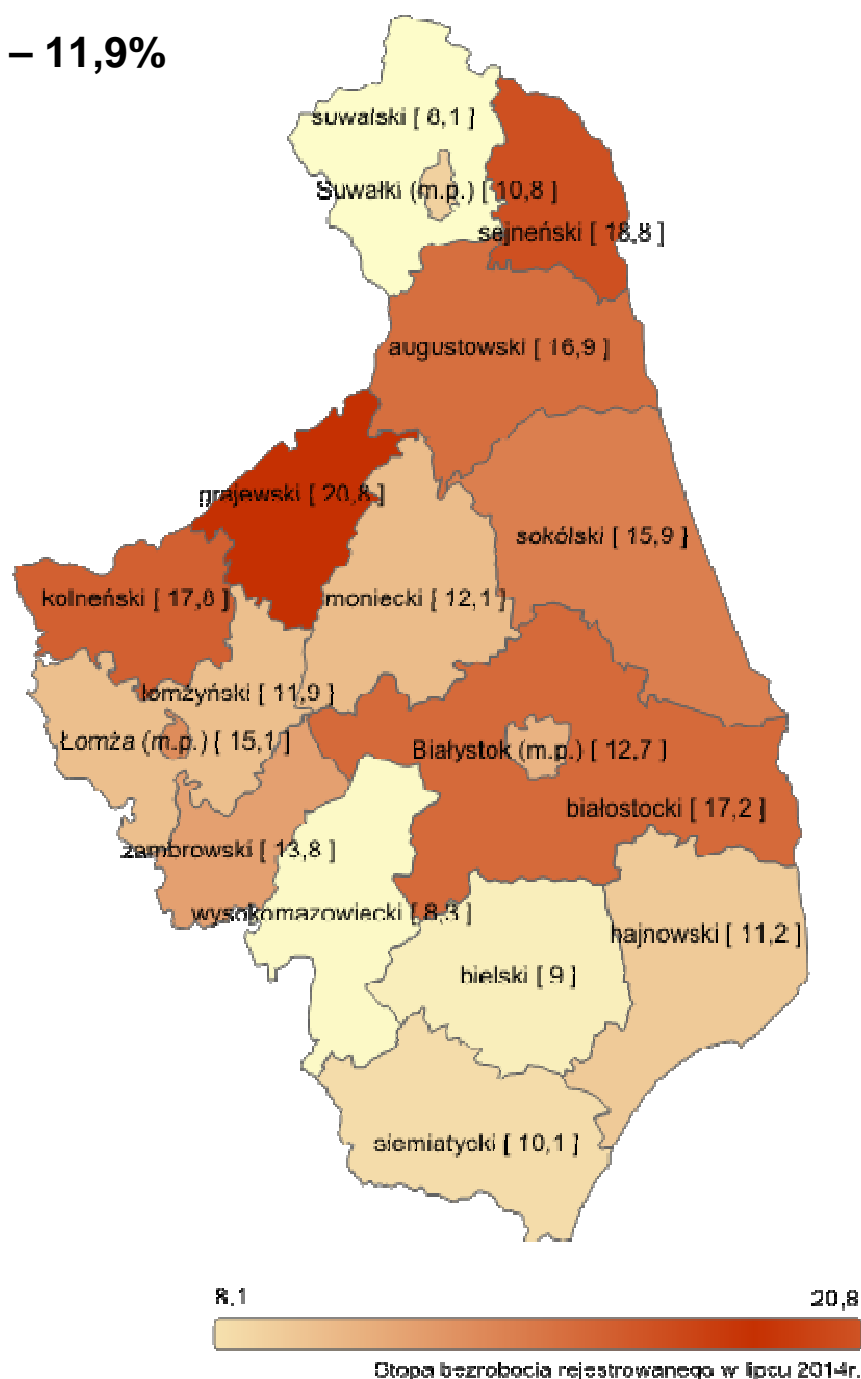 – 11,9%
suwalski [ 8,1 ]
Suwałki (m.p.) [ 10,8 ]
sejneński [ 18,8 ]
augustowski [ 16,9 ]
grajewski [ 20,8 ]
sokólski [ 15,9 ]
kolneński [ 17,8 ]
moniecki [ 12,1 ]
łomżyński [ 11,9 ]
Łomża (m.p.) [ 15,1 ]
Białystok (m.p.) [ 12,7 ]
białostocki [ 17,2 ]
zambrowski [ 13,8 ]
wysokomazowiecki [ 8,3 ]
hajnowski [ 11,2 ]
bielski [ 9 ]
siemiatycki [ 10,1 ]
8,1 20,8
Stopa bezrobocia rejestrowanego w lipcu 2014r.